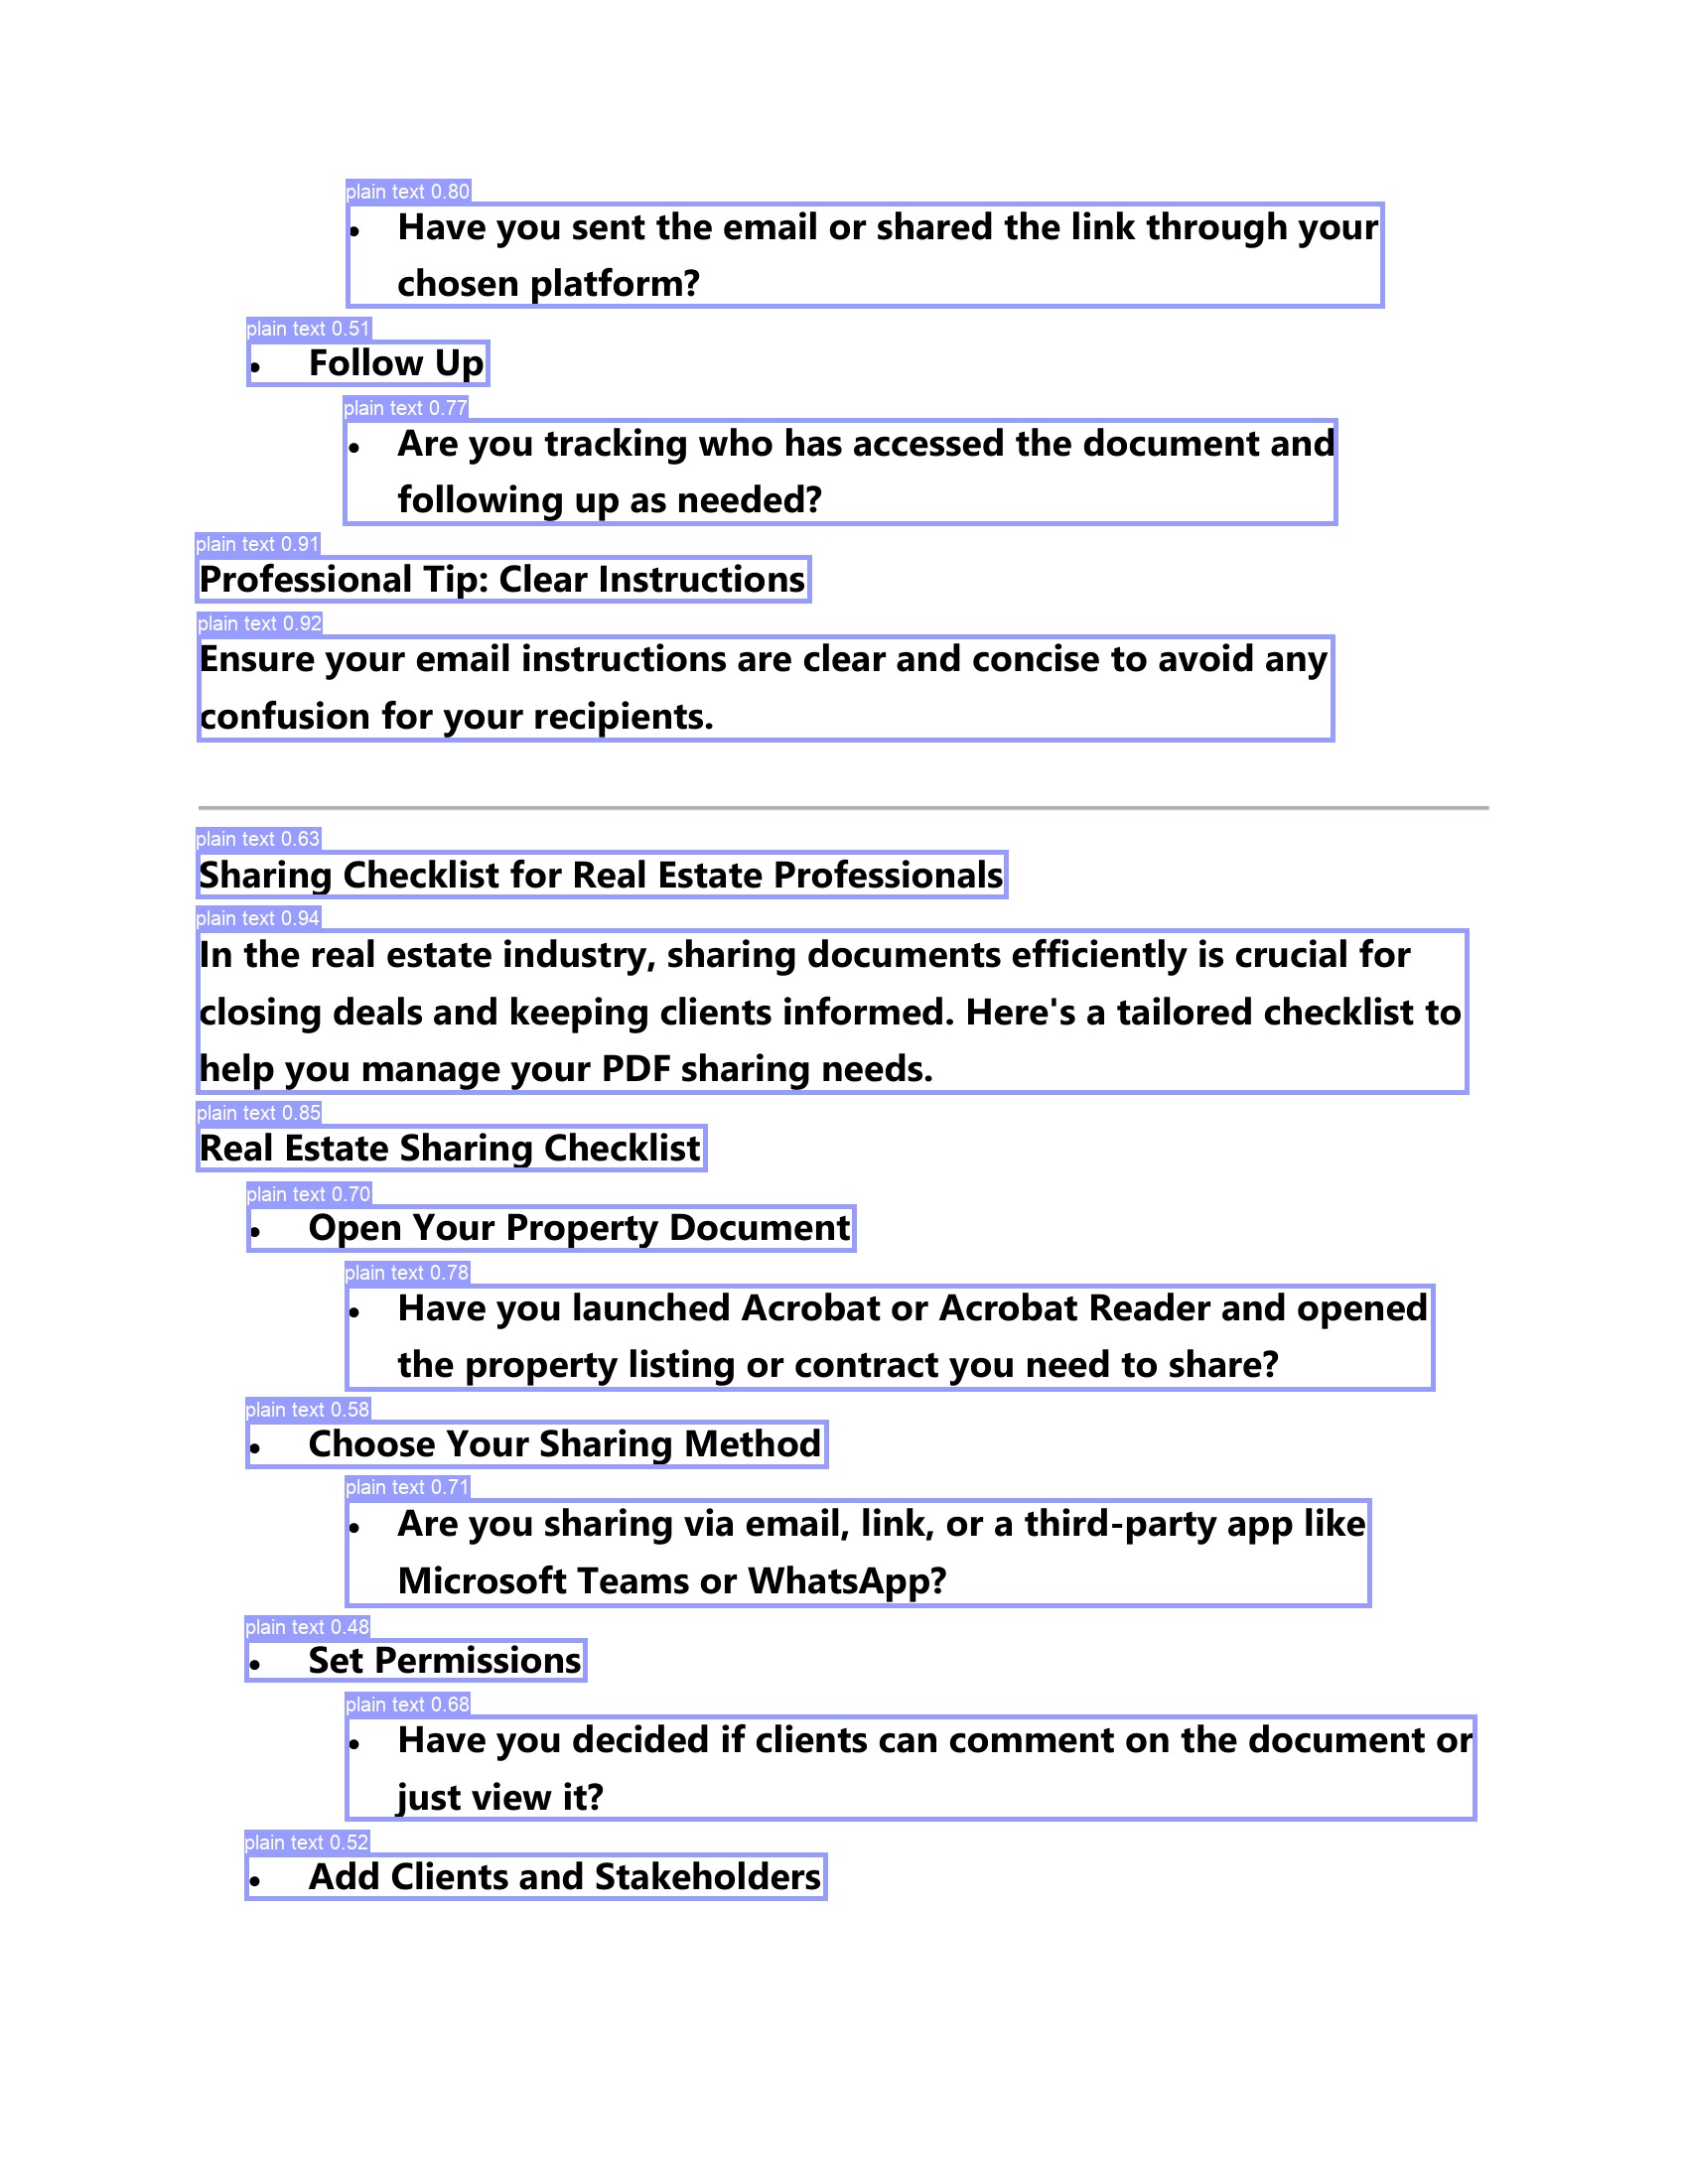 plain text 0.80
• Have you sent the email or shared the link through your
chosen platform?
plain text 0.51
• Follow Up
plain text 0.77
• Are you tracking who has accessed the document and
following up as needed?
plain text 0.91
Professional Tip: Clear Instructions
plain text 0.92
Ensure your email instructions are clear and concise to avoid any
confusion for your recipients.
plain text 0.63
Sharing Checklist for Real Estate Professionals
plain text 0.94
In the real estate industry, sharing documents efficiently is crucial for
closing deals and keeping clients informed. Here's a tailored checklist to
help you manage your PDF sharing needs.
plain text 0.85
Real Estate Sharing Checklist
plain text 0.70
• Open Your Property Document
plain text 0.78
• Have you launched Acrobat or Acrobat Reader and opened
the property listing or contract you need to share?
plain text 0.58
• Choose Your Sharing Method
plain text 0.71
• Are you sharing via email, link, or a third-party app like
Microsoft Teams or WhatsApp?
plain text 0.48
• Set Permissions
plain text 0.68
• Have you decided if clients can comment on the document or
just view it?
plain text 0.52
• Add Clients and Stakeholders